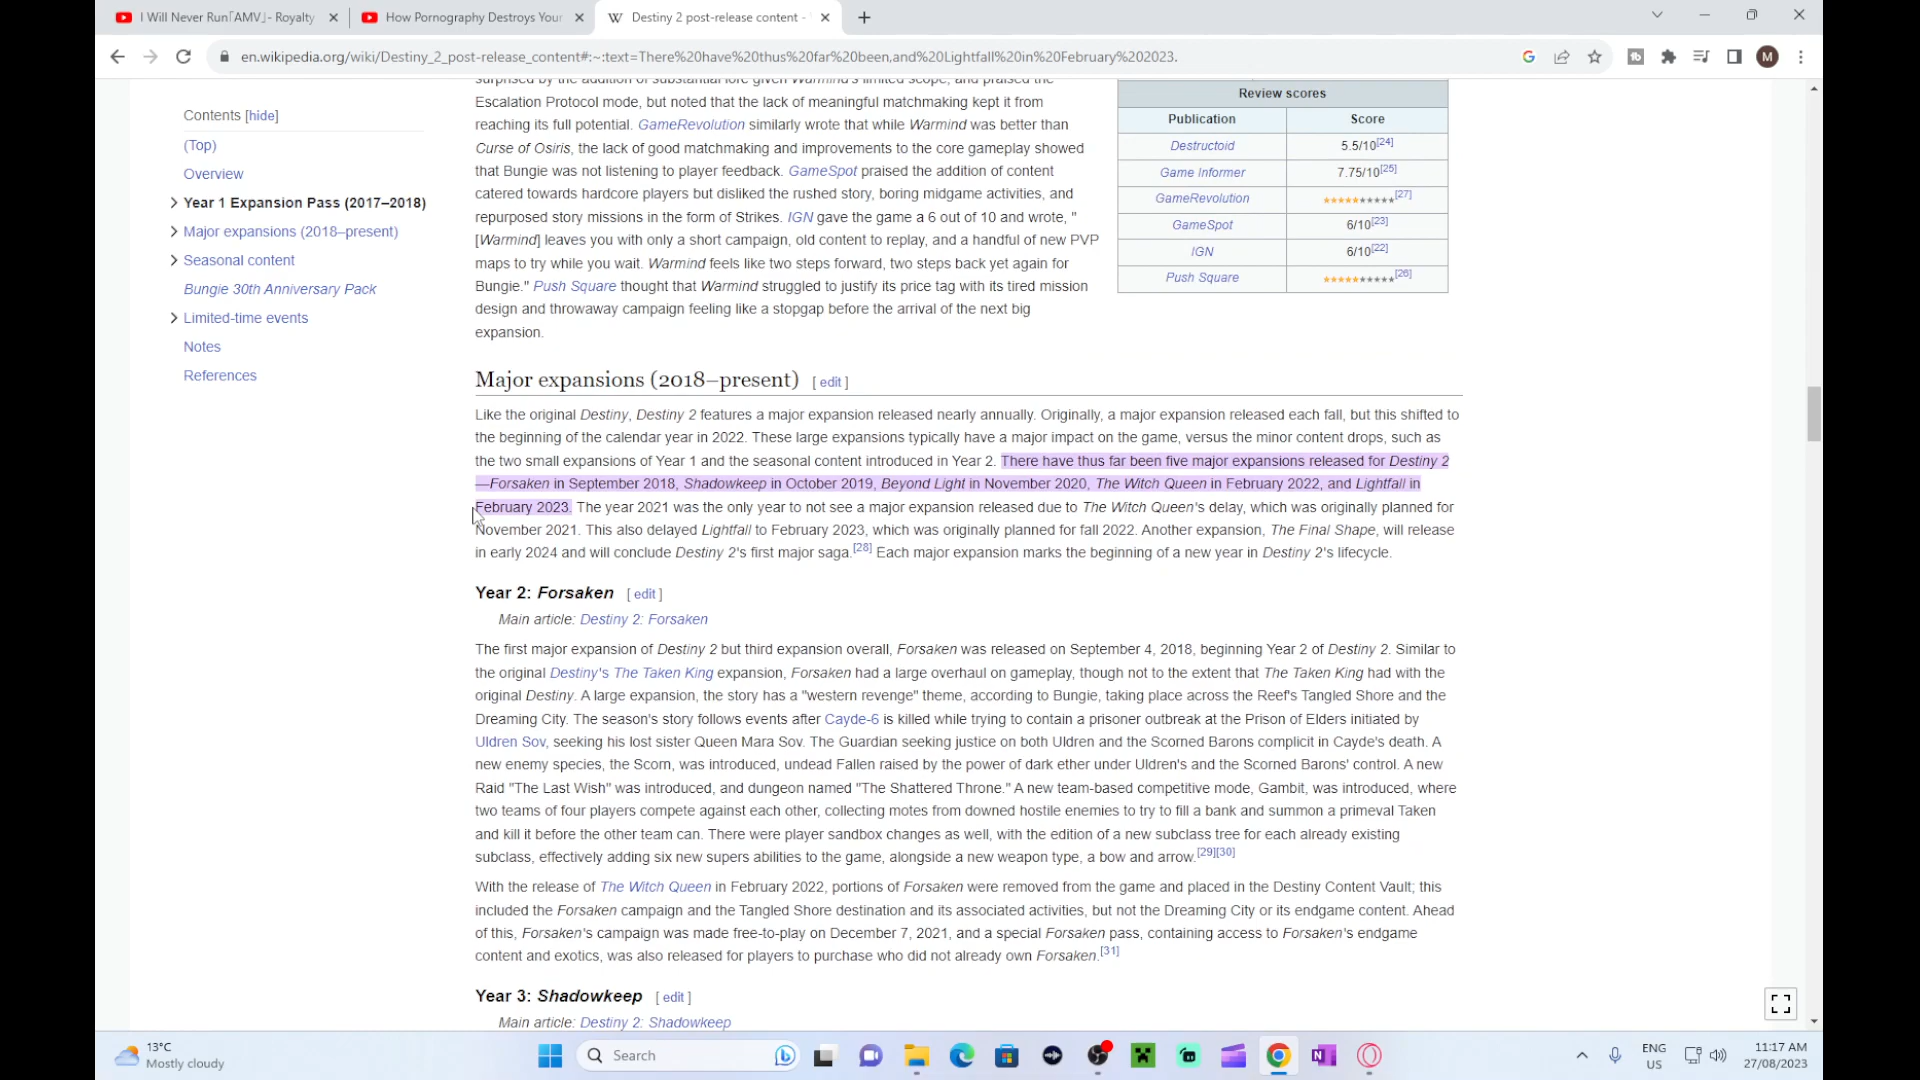 I Will Never Run「AMV」- Royalty
How Pornography Destroys Your
Destiny 2 post-release content -
en.wikipedia.org/wiki/Destiny_2_post-release_content#:~:text=There%20have%20thus%20far%20been,and%20Lightfall%20in%20February%202023.
M
Contents [hide]
(Top)
Overview
Year 1 Expansion Pass (2017–2018)
Major expansions (2018–present)
Seasonal content
Bungie 30th Anniversary Pack
Limited-time events
Notes
References
surprised by the addition of substantial lore given Warmind's limited scope, and praised the
Escalation Protocol mode, but noted that the lack of meaningful matchmaking kept it from
reaching its full potential. GameRevolution similarly wrote that while Warmind was better than
Curse of Osiris, the lack of good matchmaking and improvements to the core gameplay showed
that Bungie was not listening to player feedback. GameSpot praised the addition of content
catered towards hardcore players but disliked the rushed story, boring midgame activities, and
repurposed story missions in the form of Strikes. IGN gave the game a 6 out of 10 and wrote, "
[Warmind] leaves you with only a short campaign, old content to replay, and a handful of new PVP
maps to try while you wait. Warmind feels like two steps forward, two steps back yet again for
Bungie." Push Square thought that Warmind struggled to justify its price tag with its tired mission
design and throwaway campaign feeling like a stopgap before the arrival of the next big
expansion.
Review scores
Publication Score
Destructoid 5.5/10[24]
Game Informer 7.75/10[25]
GameRevolution ★★★★★★★★★★[27]
GameSpot 6/10[23]
IGN 6/10[22]
Push Square ★★★★★★★★★★[26]
Major expansions (2018–present) [ edit ]
Like the original Destiny, Destiny 2 features a major expansion released nearly annually. Originally, a major expansion released each fall, but this shifted to
the beginning of the calendar year in 2022. These large expansions typically have a major impact on the game, versus the minor content drops, such as
the two small expansions of Year 1 and the seasonal content introduced in Year 2. There have thus far been five major expansions released for Destiny 2
—Forsaken in September 2018, Shadowkeep in October 2019, Beyond Light in November 2020, The Witch Queen in February 2022, and Lightfall in
February 2023. The year 2021 was the only year to not see a major expansion released due to The Witch Queen's delay, which was originally planned for
November 2021. This also delayed Lightfall to February 2023, which was originally planned for fall 2022. Another expansion, The Final Shape, will release
in early 2024 and will conclude Destiny 2's first major saga.[28] Each major expansion marks the beginning of a new year in Destiny 2's lifecycle.
Year 2: Forsaken [ edit ]
Main article: Destiny 2: Forsaken
The first major expansion of Destiny 2 but third expansion overall, Forsaken was released on September 4, 2018, beginning Year 2 of Destiny 2. Similar to
the original Destiny's The Taken King expansion, Forsaken had a large overhaul on gameplay, though not to the extent that The Taken King had with the
original Destiny. A large expansion, the story has a "western revenge" theme, according to Bungie, taking place across the Reef's Tangled Shore and the
Dreaming City. The season's story follows events after Cayde-6 is killed while trying to contain a prisoner outbreak at the Prison of Elders initiated by
Uldren Sov, seeking his lost sister Queen Mara Sov. The Guardian seeking justice on both Uldren and the Scorned Barons complicit in Cayde's death. A
new enemy species, the Scorn, was introduced, undead Fallen raised by the power of dark ether under Uldren's and the Scorned Barons' control. A new
Raid "The Last Wish" was introduced, and dungeon named "The Shattered Throne." A new team-based competitive mode, Gambit, was introduced, where
two teams of four players compete against each other, collecting motes from downed hostile enemies to try to fill a bank and summon a primeval Taken
and kill it before the other team can. There were player sandbox changes as well, with the edition of a new subclass tree for each already existing
subclass, effectively adding six new supers abilities to the game, alongside a new weapon type, a bow and arrow.[29][30]
With the release of The Witch Queen in February 2022, portions of Forsaken were removed from the game and placed in the Destiny Content Vault; this
included the Forsaken campaign and the Tangled Shore destination and its associated activities, but not the Dreaming City or its endgame content. Ahead
of this, Forsaken's campaign was made free-to-play on December 7, 2021, and a special Forsaken pass, containing access to Forsaken's endgame
content and exotics, was also released for players to purchase who did not already own Forsaken.[31]
Year 3: Shadowkeep [ edit ]
Main article: Destiny 2: Shadowkeep
13°C
Mostly cloudy
Search
ENG
US
11:17 AM
27/08/2023